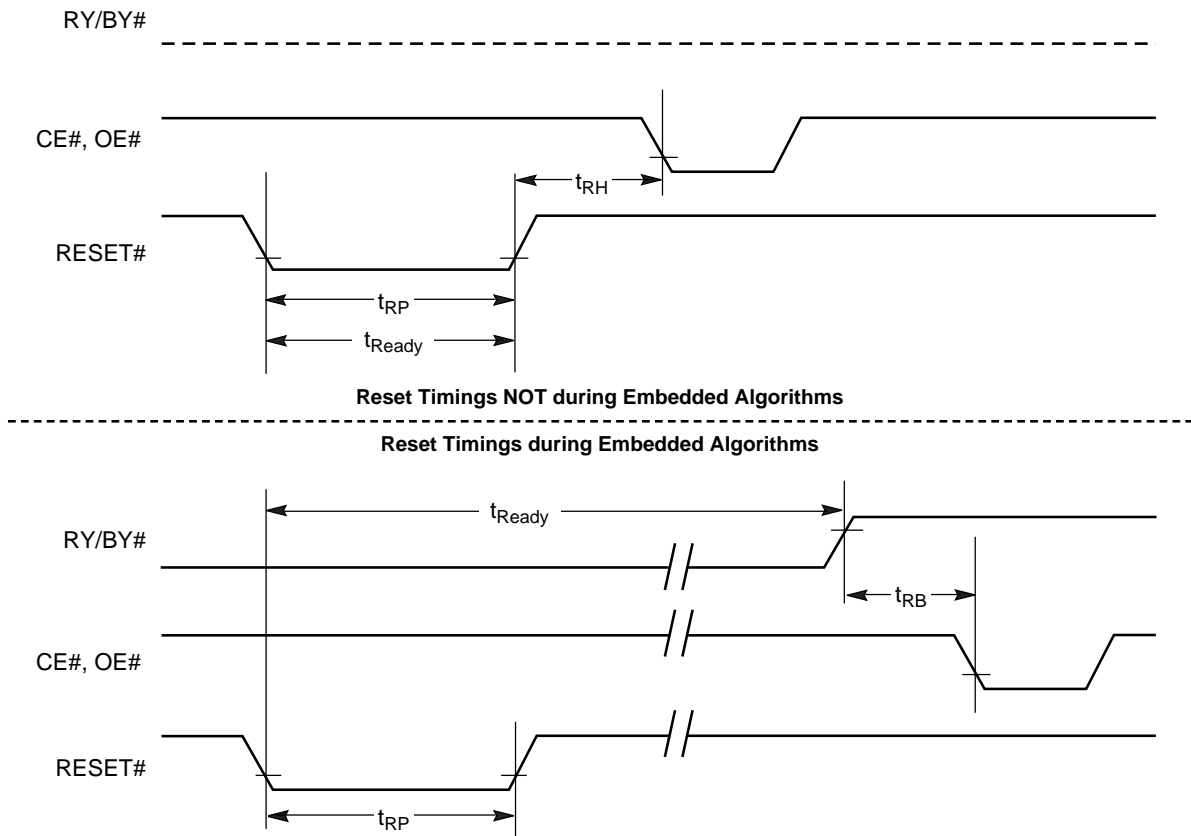 RY/BY#
CE#, OE#
tRH
RESET#
tRP
tReady
Reset Timings NOT during Embedded Algorithms
Reset Timings during Embedded Algorithms
tReady
RY/BY#
tRB
CE#, OE#
RESET#
tRP